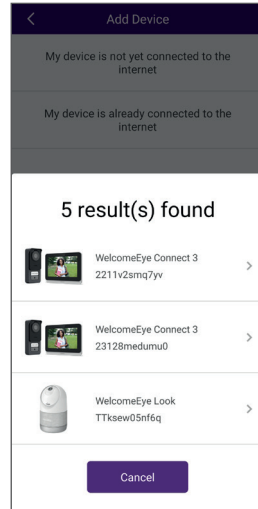 Add Device
My device is not yet connected to the
internet
My device is already connected to the
internet
5 result(s) found
WelcomeEye Connect 3
2211v2smq7yv
WelcomeEye Connect 3
23128medumu0
WelcomeEye Look
TTksew05nf6q
Cancel